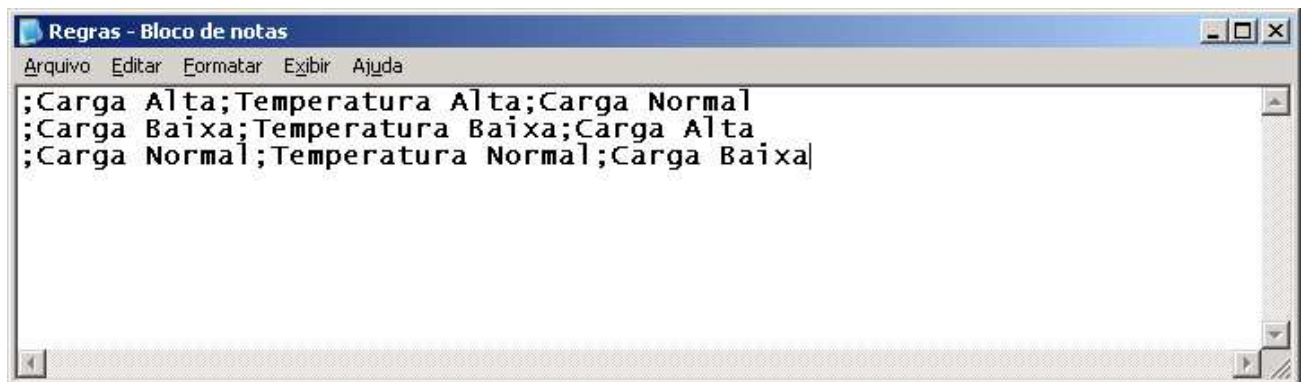 Regras - Bloco de notas
Arquivo Editar Formatar Exibir Ajuda
;Carga Alta;Temperatura Alta;Carga Normal
;Carga Baixa;Temperatura Baixa;Carga Alta
;Carga Normal;Temperatura Normal;Carga Baixa